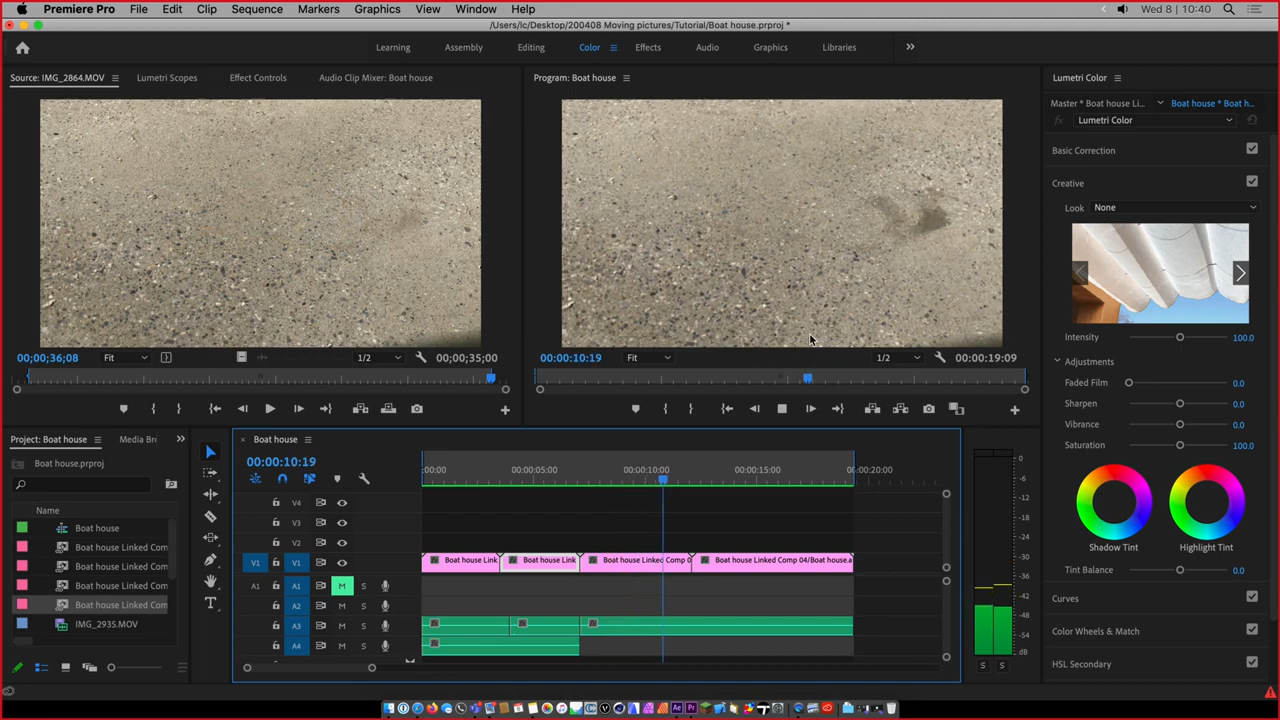 Premiere Pro File Edit Clip Sequence Markers Graphics View Window Help Wed 8 | 10:40
/Users/lc/Desktop/200408 Moving pictures/Tutorial/Boat house.prproj *
Learning Assembly Editing Color Effects Audio Graphics Libraries
Source: IMG_2864.MOV Lumetri Scopes Effect Controls Audio Clip Mixer: Boat house
Program: Boat house
Lumetri Color
Master * Boat house Li... Boat house * Boat h...
fx Lumetri Color
Basic Correction
Creative
Look None
Intensity 100.0
Adjustments
Faded Film 0.0
Sharpen 0.0
Vibrance 0.0
Saturation 100.0
Shadow Tint Highlight Tint
Tint Balance 0.0
Curves
Color Wheels & Match
HSL Secondary
00;00;36;08 Fit 1/2 00;00;35;00
00:00:10:19 Fit 1/2 00:00:19:09
Project: Boat house Media Br
Boat house.prproj
Name
Boat house
Boat house Linked Com
Boat house Linked Com
Boat house Linked Com
Boat house Linked Com
IMG_2935.MOV
Boat house
00:00:10:19
:00:00 00:00:05:00 00:00:10:00 00:00:15:00 00:00:20:00
V4
V3
V2
V1 V1 Boat house Link Boat house Link Boat house Linked Comp 0 Boat house Linked Comp 04/Boat house.a
A1 A1 M S
A2 M S
A3 M S
A4 M S
0
-6
-12
-18
-24
-30
-36
-42
-48
-54
dB
S S